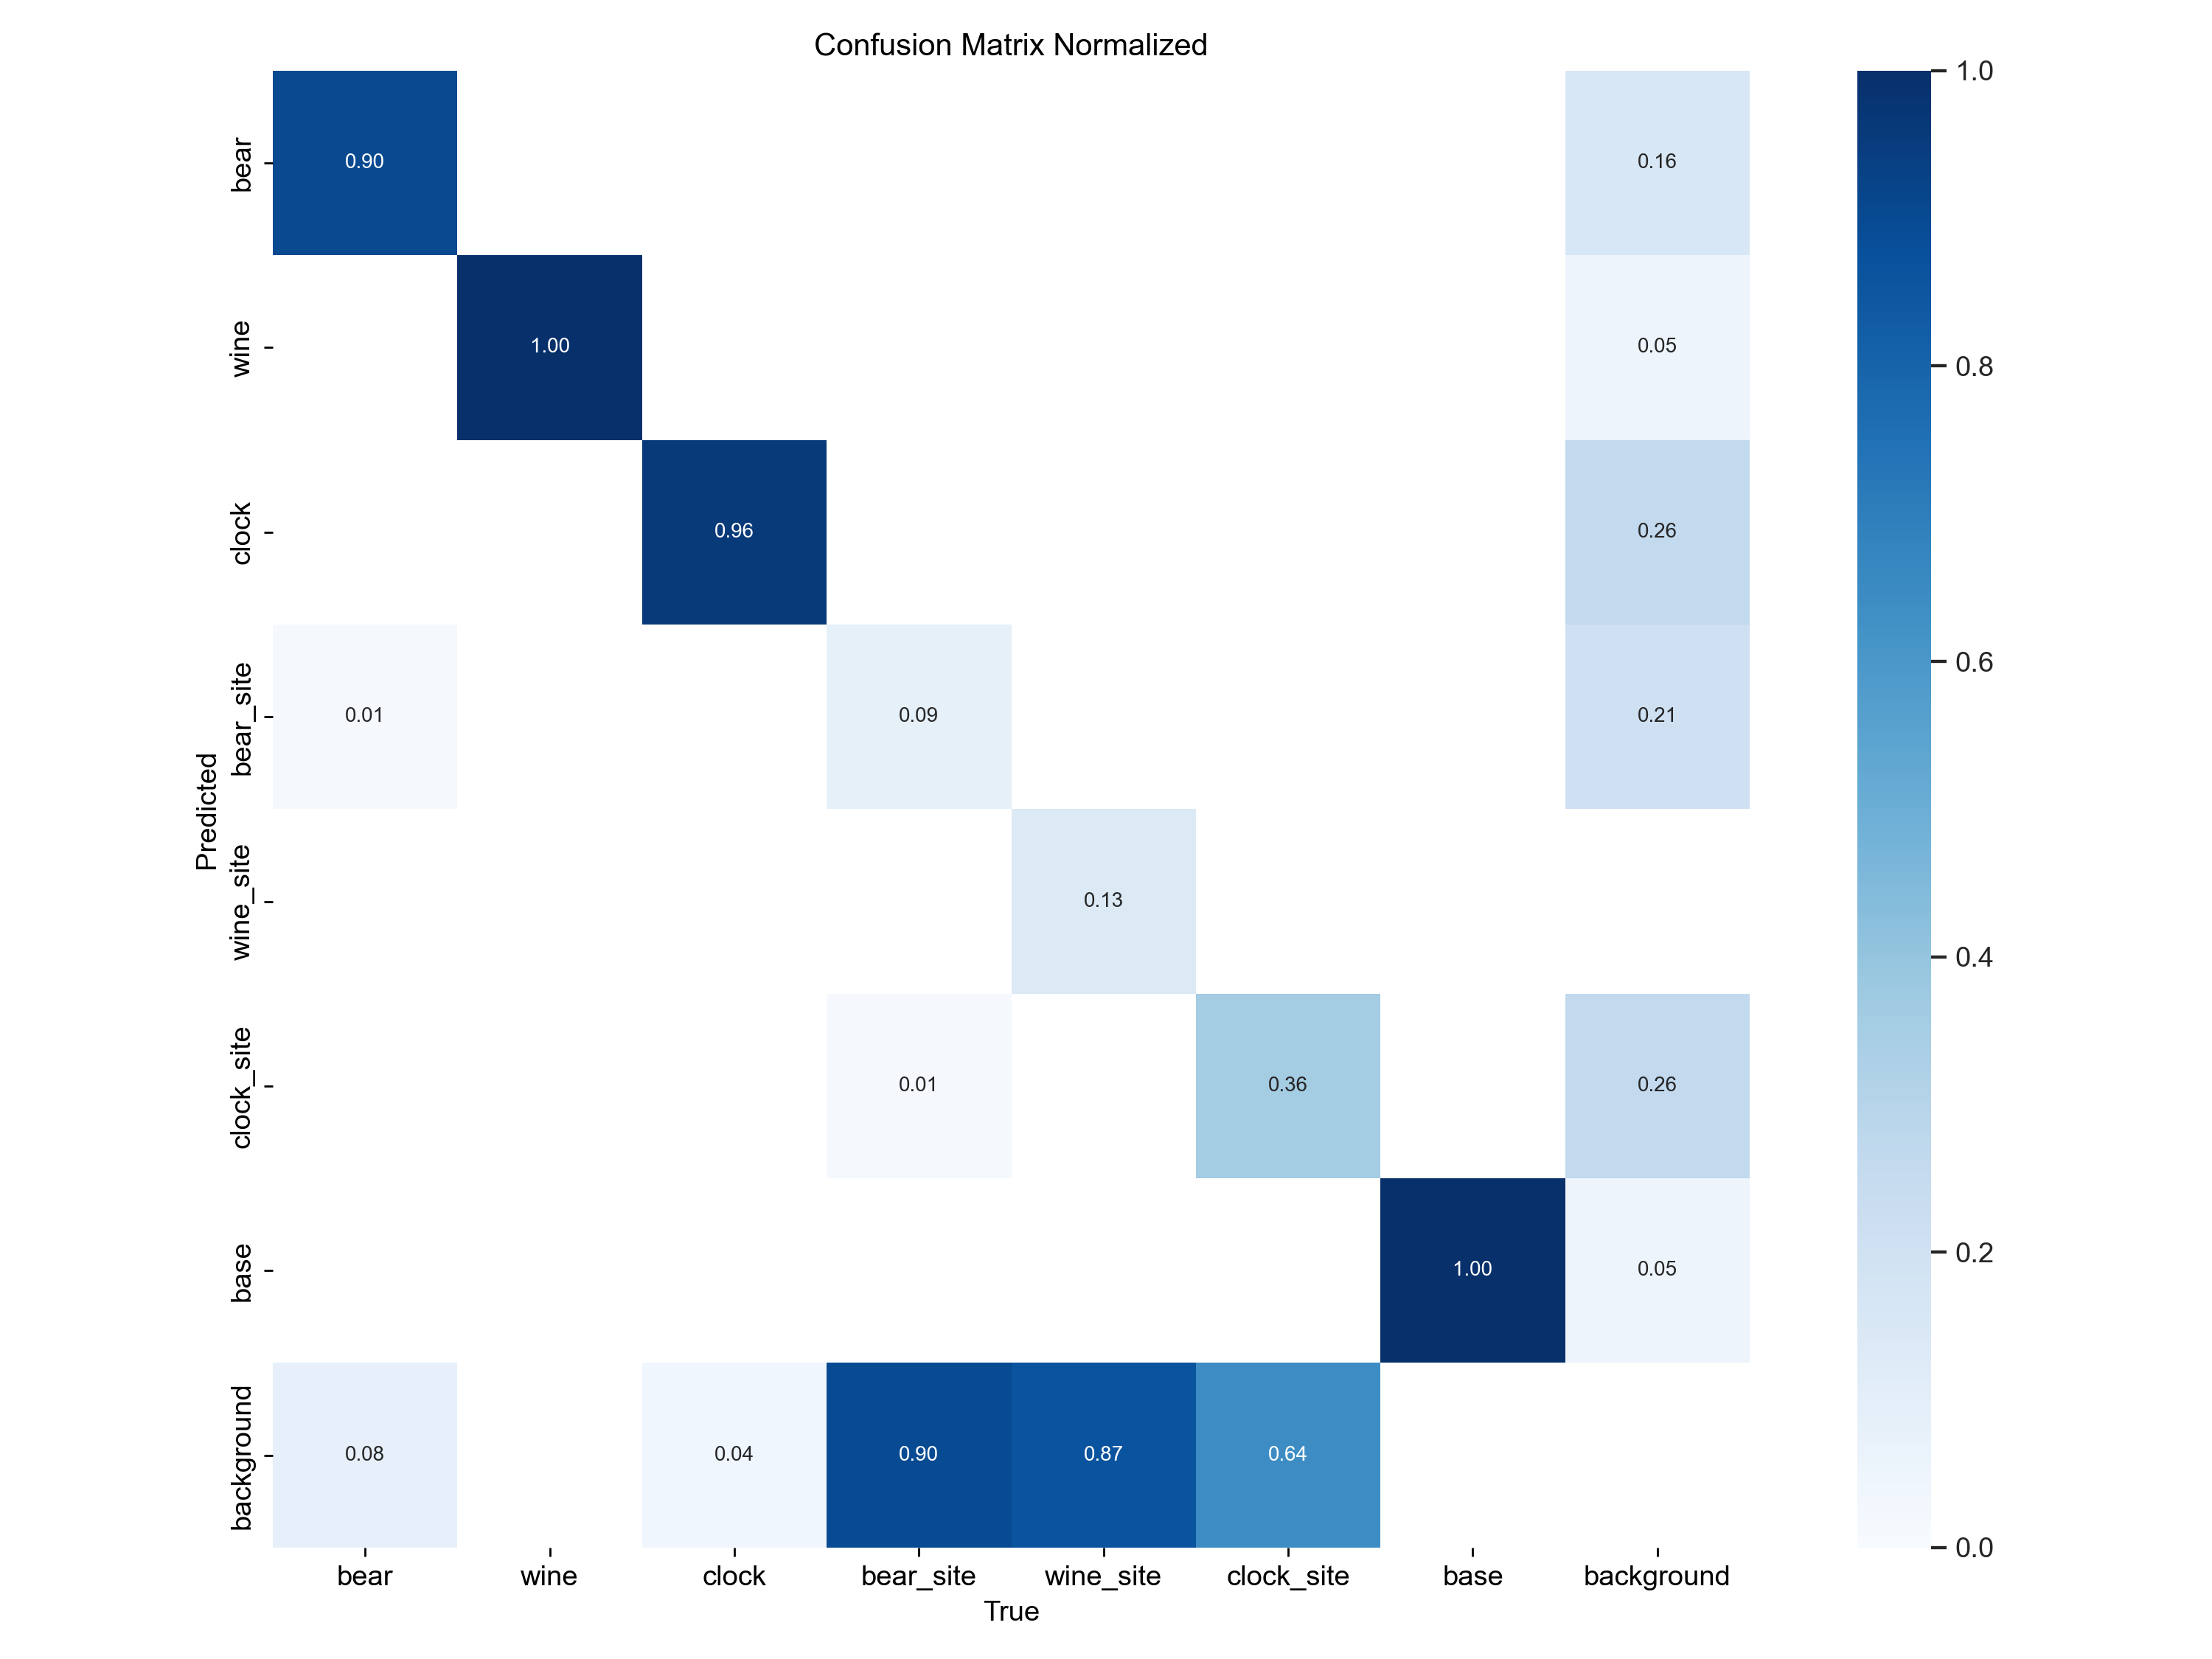 Confusion Matrix Normalized
bear 0.90 0.16
wine 1.00 0.05
clock 0.96 0.26
bear_site 0.01 0.09 0.21
wine_site 0.13
clock_site 0.01 0.36 0.26
base 1.00 0.05
background 0.08 0.04 0.90 0.87 0.64
Predicted
bear wine clock bear_site wine_site clock_site base background
True
1.0
0.8
0.6
0.4
0.2
0.0